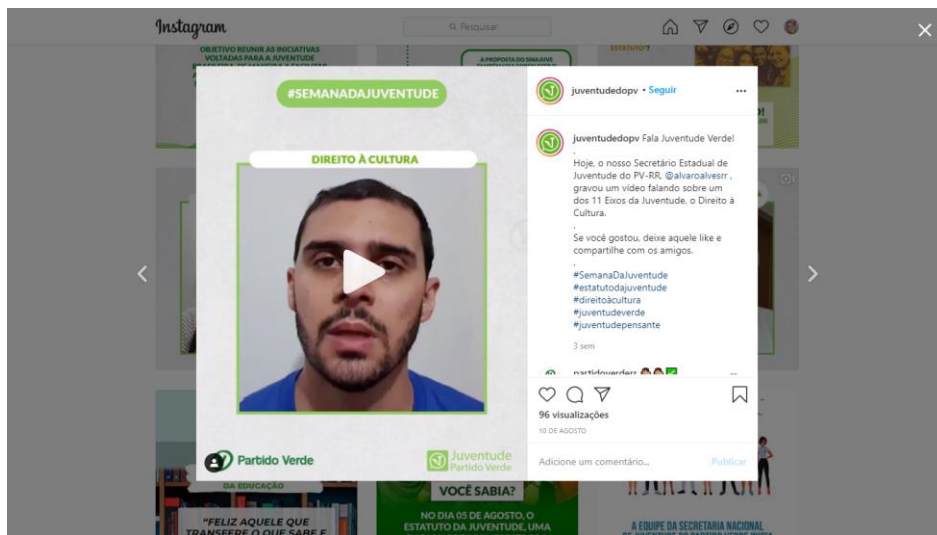 Instagram
Pesquisar
OBJETIVO REUNIR AS INICIATIVAS
VOLTADAS PARA A JUVENTUDE
A PROPOSTA DO SINAJUVE
ESTATUTO"?
#SEMANADAJUVENTUDE
DIREITO À CULTURA
Partido Verde
Juventude
Partido Verde
juventudedopv • Seguir
juventudedopv Fala Juventude Verde!
.
Hoje, o nosso Secretário Estadual de
Juventude do PV-RR, @alvaroalvesrr ,
gravou um vídeo falando sobre um
dos 11 Eixos da Juventude, o Direito à
Cultura.
.
Se você gostou, deixe aquele like e
compartilhe com os amigos.
.
#SemanaDaJuventude
#estatutodajuventude
#direitoàcultura
#juventudeverde
#juventudepensante
3 sem
partidoverderr
96 visualizações
10 DE AGOSTO
Adicione um comentário...
Publicar
DA EDUCAÇÃO
"FELIZ AQUELE QUE
TRANSFERE O QUE SABE E
VOCÊ SABIA?
NO DIA 05 DE AGOSTO, O
ESTATUTO DA JUVENTUDE, UMA
A EQUIPE DA SECRETARIA NACIONAL